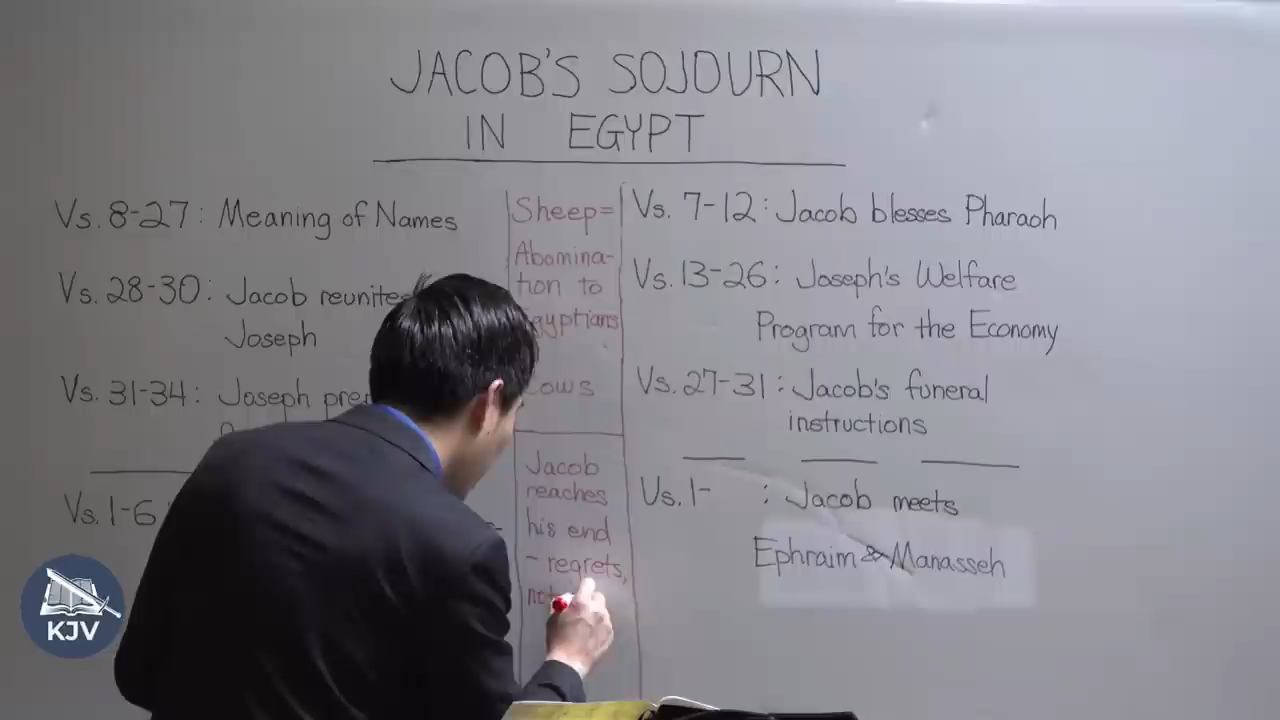 JACOB'S SOJOURN
IN EGYPT
Vs. 8-27: Meaning of Names
Vs. 28-30: Jacob reunites
Joseph
Vs. 31-34: Joseph
Vs. 1-6
Sheep=
Abomina-
tion to
Egyptians
Cows
Jacob
reaches
his end
- regrets,
Vs. 7-12: Jacob blesses Pharaoh
Vs. 13-26: Joseph's Welfare
Program for the Economy
Vs. 27-31: Jacob's funeral
instructions
Vs. 1- : Jacob meets
Ephraim & Manasseh
KJV